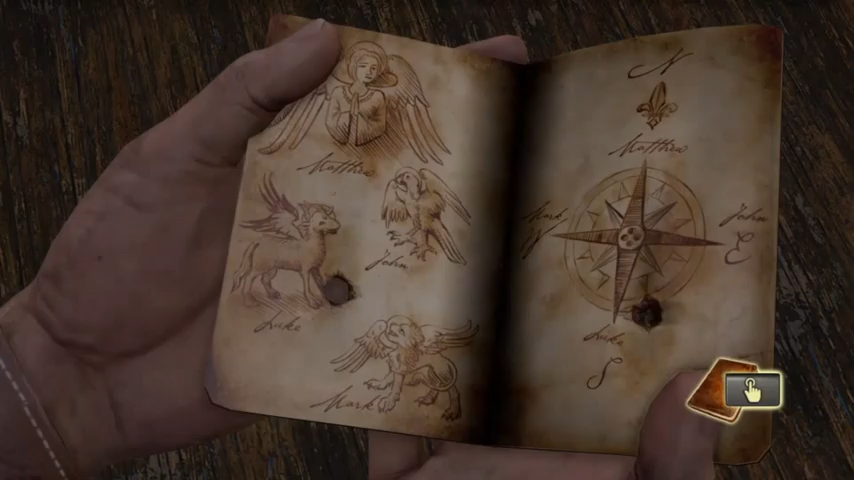 Matthew
John
Luke
Mark
N
Matthew
Mark
W
John
E
Luke
S